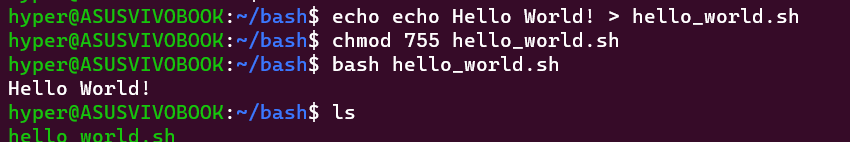 hyper@ASUSVIVOBOOK:~/bash$ echo echo Hello World! > hello_world.sh
hyper@ASUSVIVOBOOK:~/bash$ chmod 755 hello_world.sh
hyper@ASUSVIVOBOOK:~/bash$ bash hello_world.sh
Hello World!
hyper@ASUSVIVOBOOK:~/bash$ ls
hello_world.sh